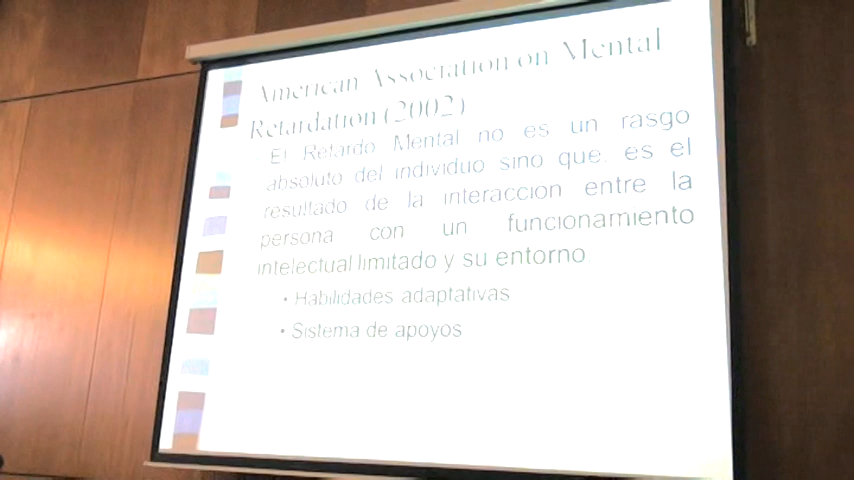 American Association on Mental
Retardation (2002)
El Retardo Mental no es un rasgo
absoluto del individuo sino que, es el
resultado de la interacción entre la
persona con un funcionamiento
intelectual limitado y su entorno
• Habilidades adaptativas
• Sistema de apoyos